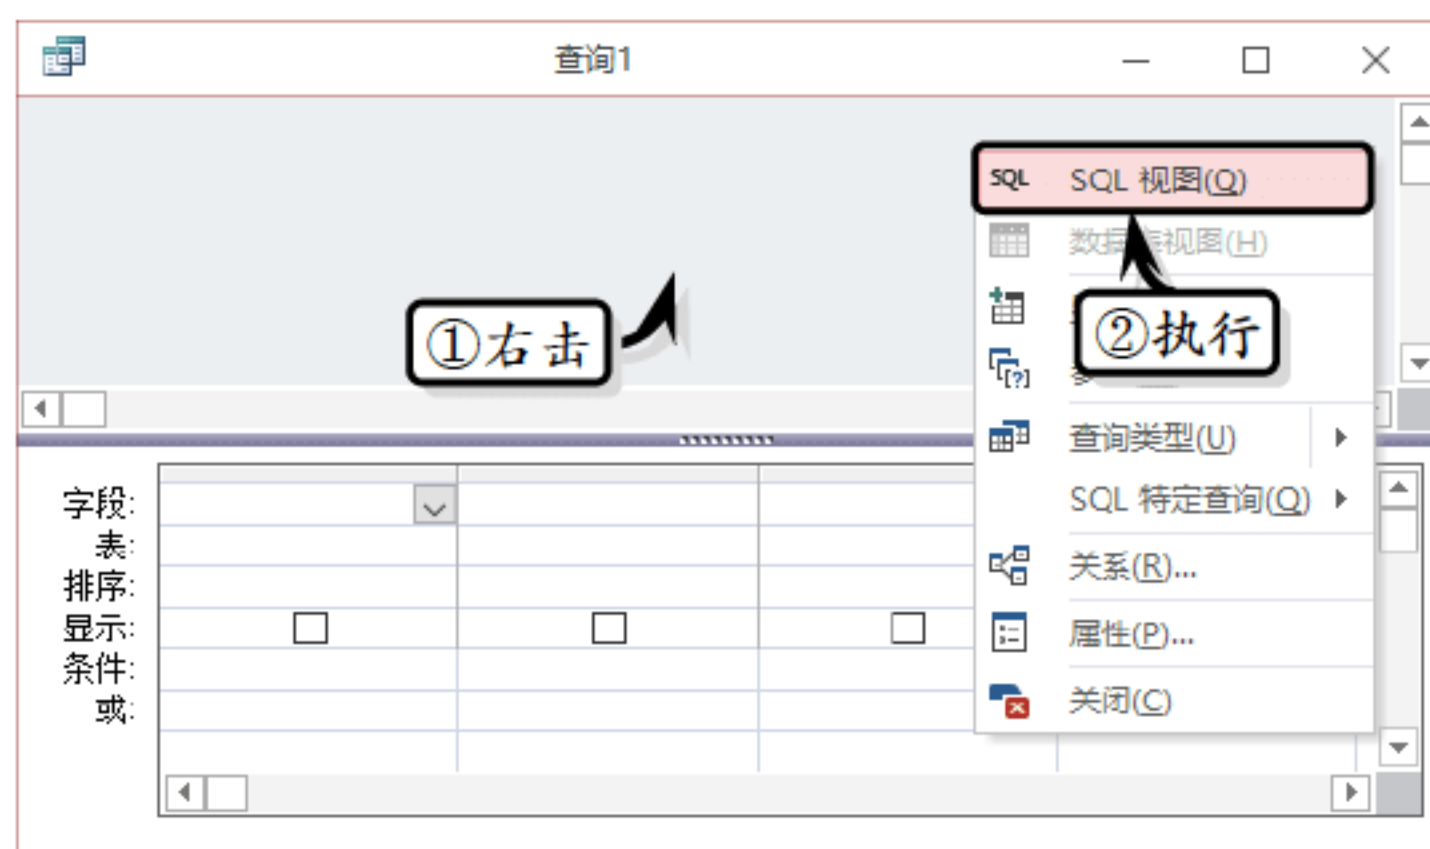 查询1
SQL SQL 视图(Q)
数据表视图(H)
①右击
②执行
查询类型(U)
SQL 特定查询(Q)
关系(R)...
属性(P)...
关闭(C)
字段:
表:
排序:
显示:
条件:
或: